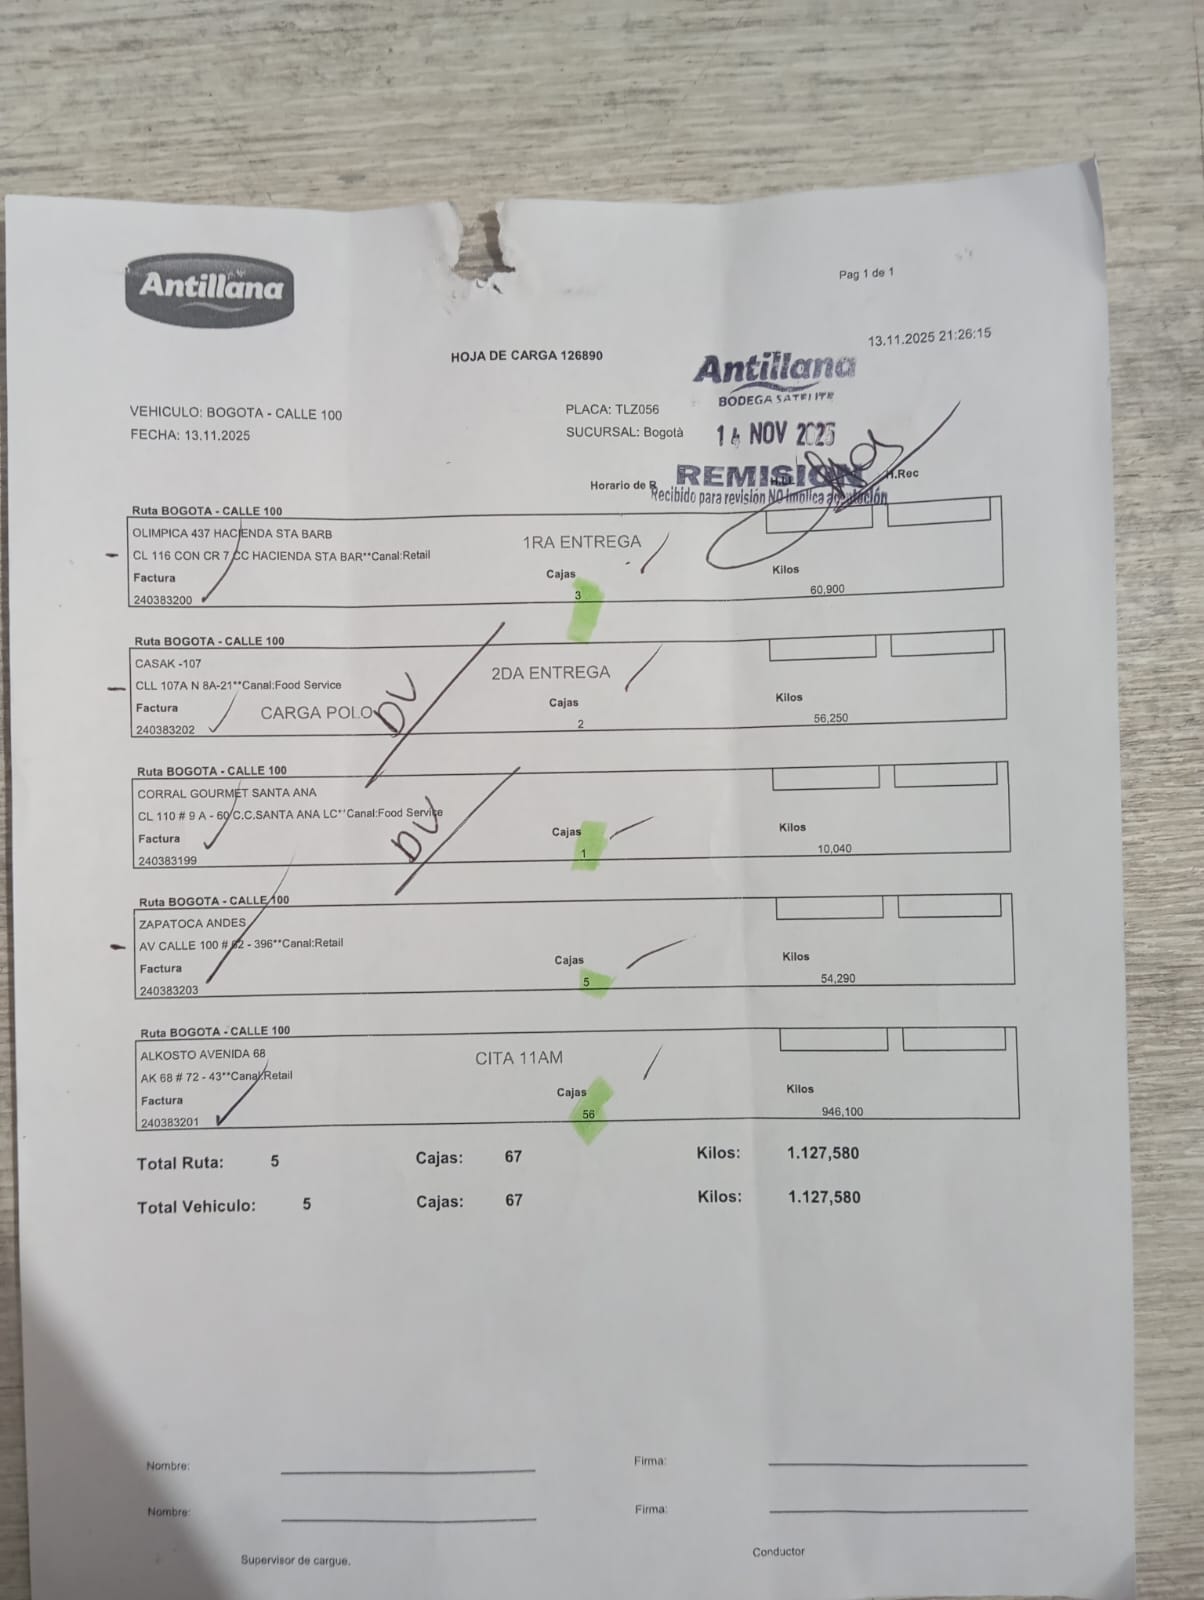 Antillana
Pag 1 de 1
13.11.2025 21:26:15
HOJA DE CARGA 126890
Antillana
BODEGA SATELITE
VEHICULO: BOGOTA - CALLE 100
PLACA: TLZ056
14 NOV 2025
FECHA: 13.11.2025
SUCURSAL: Bogotà
REMISION
Horario de R
H.Rec
Recibido para revisión NO implica aceptación
Ruta BOGOTA - CALLE 100
OLIMPICA 437 HACIENDA STA BARB
1RA ENTREGA
CL 116 CON CR 7 CC HACIENDA STA BAR**Canal:Retail
Factura Cajas Kilos
240383200 3 60,900
Ruta BOGOTA - CALLE 100
CASAK -107
2DA ENTREGA
CLL 107A N 8A-21**Canal:Food Service
Factura Cajas Kilos
CARGA POLO DV
240383202 2 56,250
Ruta BOGOTA - CALLE 100
CORRAL GOURMET SANTA ANA
CL 110 # 9 A - 60 C.C.SANTA ANA LC**Canal:Food Service
DV
Factura Cajas Kilos
240383199 1 10,040
Ruta BOGOTA - CALLE 100
ZAPATOCA ANDES
AV CALLE 100 # 62 - 396**Canal:Retail
Factura Cajas Kilos
240383203 5 54,290
Ruta BOGOTA - CALLE 100
ALKOSTO AVENIDA 68
CITA 11AM
AK 68 # 72 - 43**Canal:Retail
Factura Cajas Kilos
240383201 56 946,100
Total Ruta: 5 Cajas: 67 Kilos: 1.127,580
Total Vehiculo: 5 Cajas: 67 Kilos: 1.127,580
Nombre: Firma:
Nombre: Firma:
Supervisor de cargue. Conductor